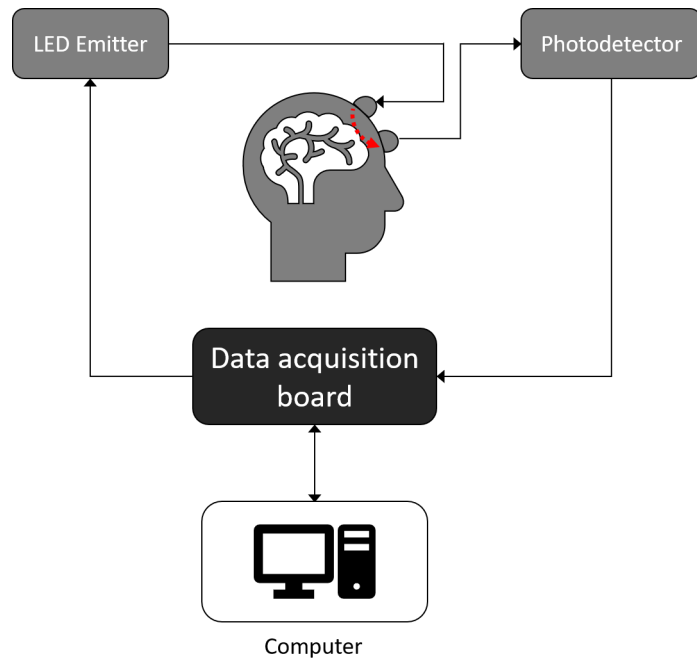 LED Emitter
Photodetector
Data acquisition
board
Computer